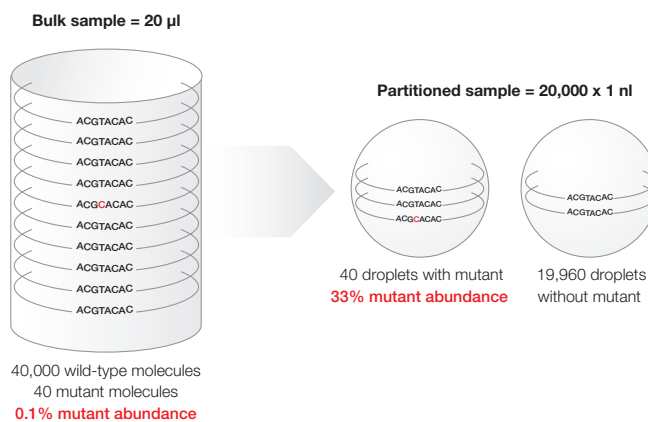 Bulk sample = 20 µl
ACGTACAC
ACGTACAC
ACGTACAC
ACGTACAC
ACGCACAC
ACGTACAC
ACGTACAC
ACGTACAC
ACGTACAC
ACGTACAC
40,000 wild-type molecules
40 mutant molecules
0.1% mutant abundance
Partitioned sample = 20,000 x 1 nl
ACGTACAC
ACGTACAC
ACGCACAC
40 droplets with mutant
33% mutant abundance
ACGTACAC
ACGTACAC
19,960 droplets
without mutant